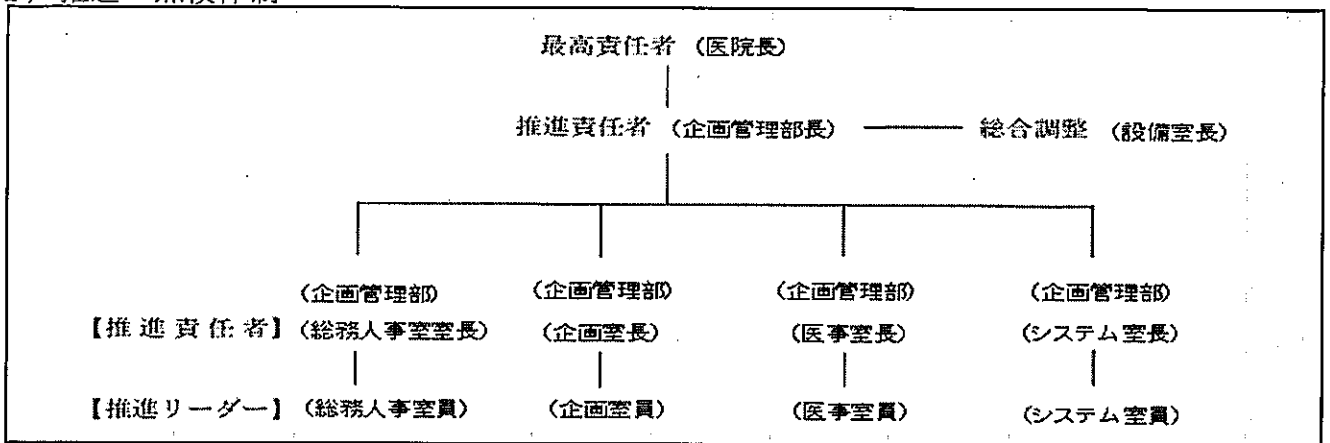 最高責任者（医院長）
推進責任者（企画管理部長） 総合調整（設備室長）
（企画管理部） （企画管理部） （企画管理部） （企画管理部）
【推進責任者】（総務人事室室長） （企画室長） （医事室長） （システム室長）
【推進リーダー】（総務人事室員） （企画室員） （医事室員） （システム室員）